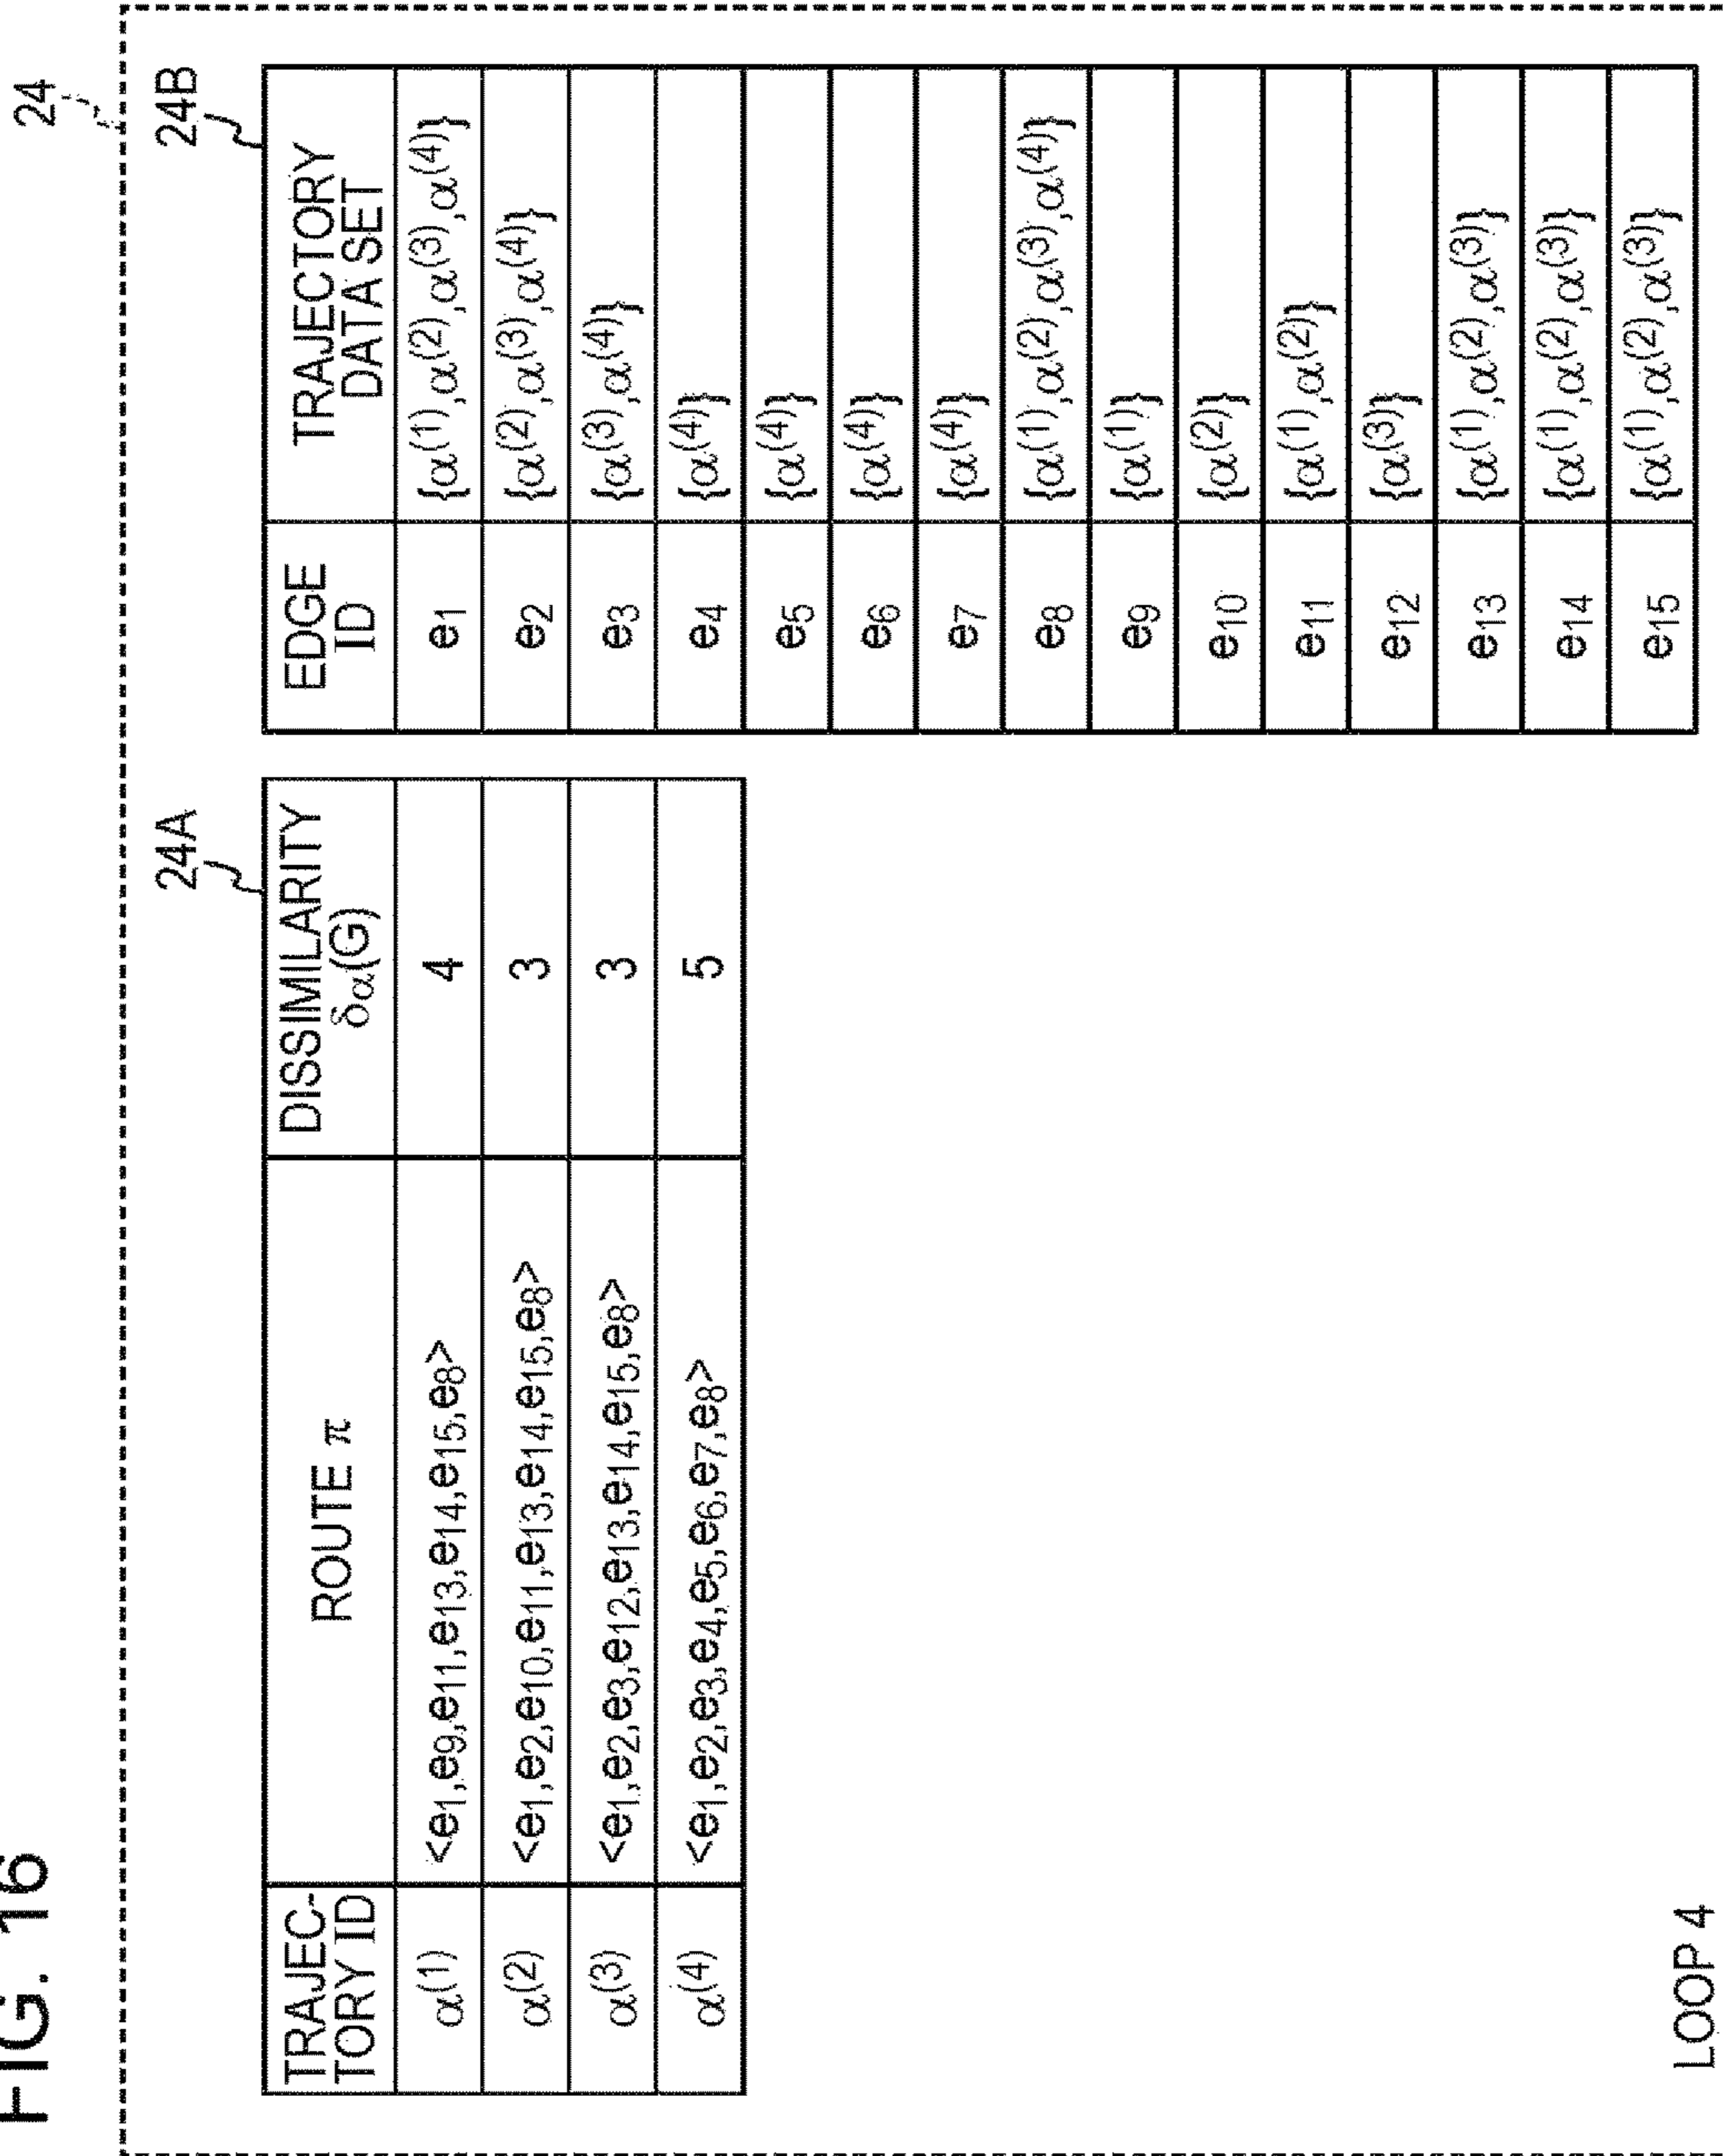 FIG. 16
24
24A
TRAJEC-
TORY ID
ROUTE π
DISSIMILARITY
δα(G)
α(1) <e1,e9,e11,e13,e14,e15,e8> 4
α(2) <e1,e2,e10,e11,e13,e14,e15,e8> 3
α(3) <e1,e2,e3,e12,e13,e14,e15,e8> 3
α(4) <e1,e2,e3,e4,e5,e6,e7,e8> 5
24B
EDGE
ID
TRAJECTORY
DATA SET
e1 {α(1),α(2),α(3),α(4)}
e2 {α(2),α(3),α(4)}
e3 {α(3),α(4)}
e4 {α(4)}
e5 {α(4)}
e6 {α(4)}
e7 {α(4)}
e8 {α(1),α(2),α(3),α(4)}
e9 {α(1)}
e10 {α(2)}
e11 {α(1),α(2)}
e12 {α(3)}
e13 {α(1),α(2),α(3)}
e14 {α(1),α(2),α(3)}
e15 {α(1),α(2),α(3)}
LOOP 4